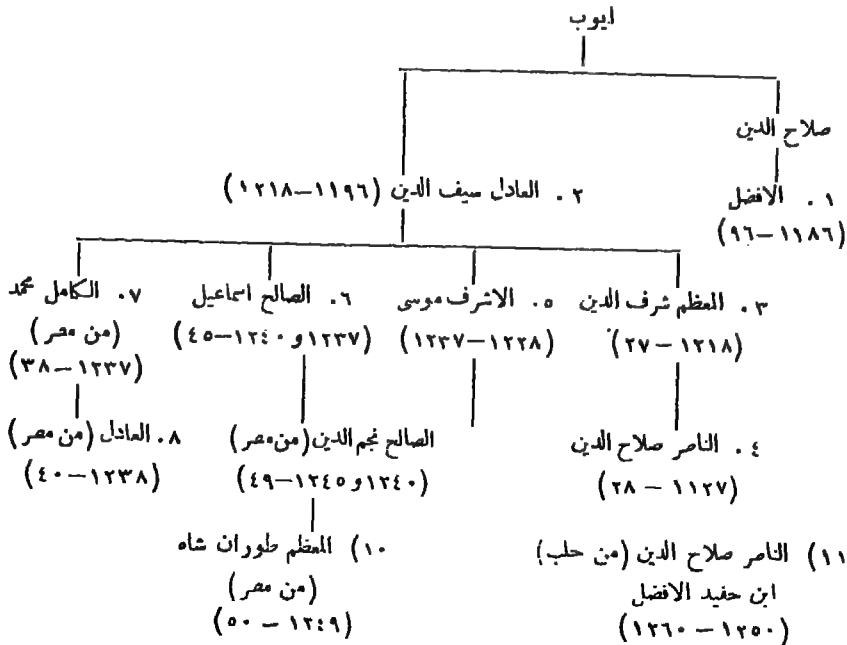 ايوب
صلاح الدين
١ . الافضل
(١١٨٦–٩٦)
٢ . العادل سيف الدين (١١٩٦–١٢١٨)
٣ . المعظم شرف الدين
(١٢١٨–٢٧)
٥ . الاشرف موسى
(١٢٢٨–١٢٣٧)
٦ . الصالح اسماعيل
(١٢٣٧ و ١٢٤٠–٤٥)
٧ . الكامل محمد
(من مصر)
(١٢٣٧–٣٨)
٤ . الناصر صلاح الدين
(١١٢٧ – ٢٨)
الصالح نجم الدين (من مصر)
(١٢٤٠ و ١٢٤٥–٤٩)
٨ . العادل (من مصر)
(١٢٣٨–٤٠)
١١) الناصر صلاح الدين (من حلب)
ابن حفيد الافضل
(١٢٥٠ – ١٢٦٠)
١٠) المعظم طوران شاه
(من مصر)
(١٢٤٩ – ٥٠)